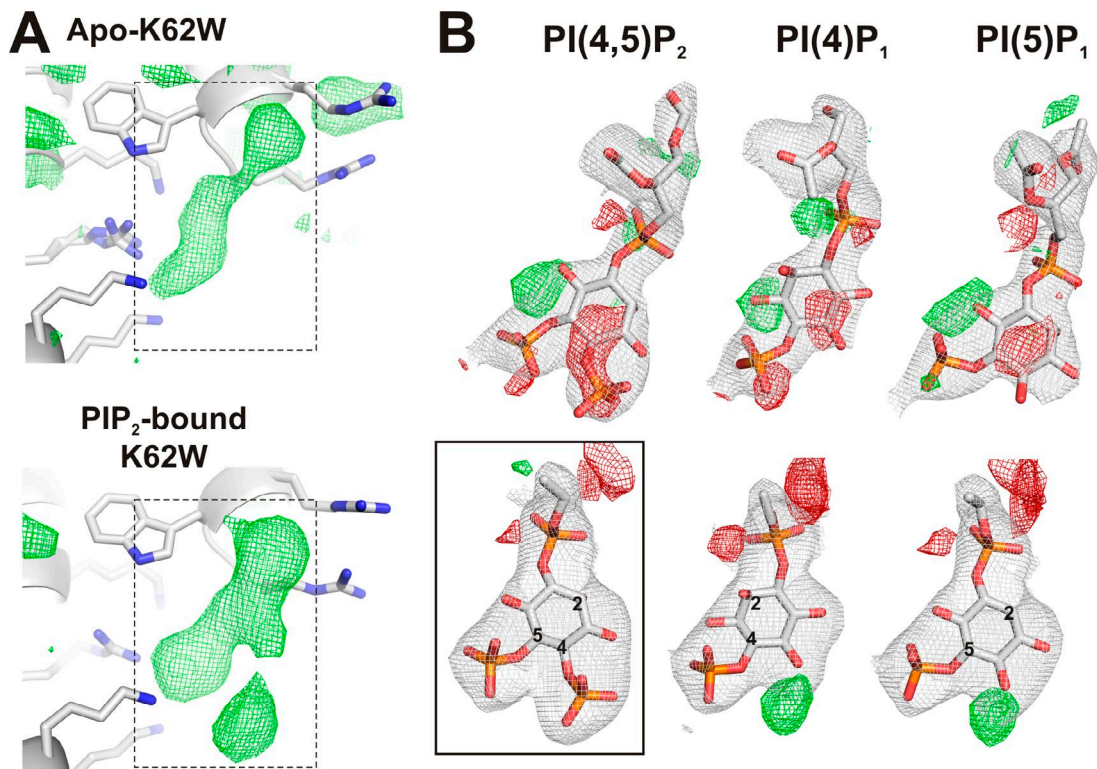 A
Apo-K62W
PIP₂-bound
K62W
B
PI(4,5)P₂
PI(4)P₁
PI(5)P₁
2
5
4
2
4
2
5